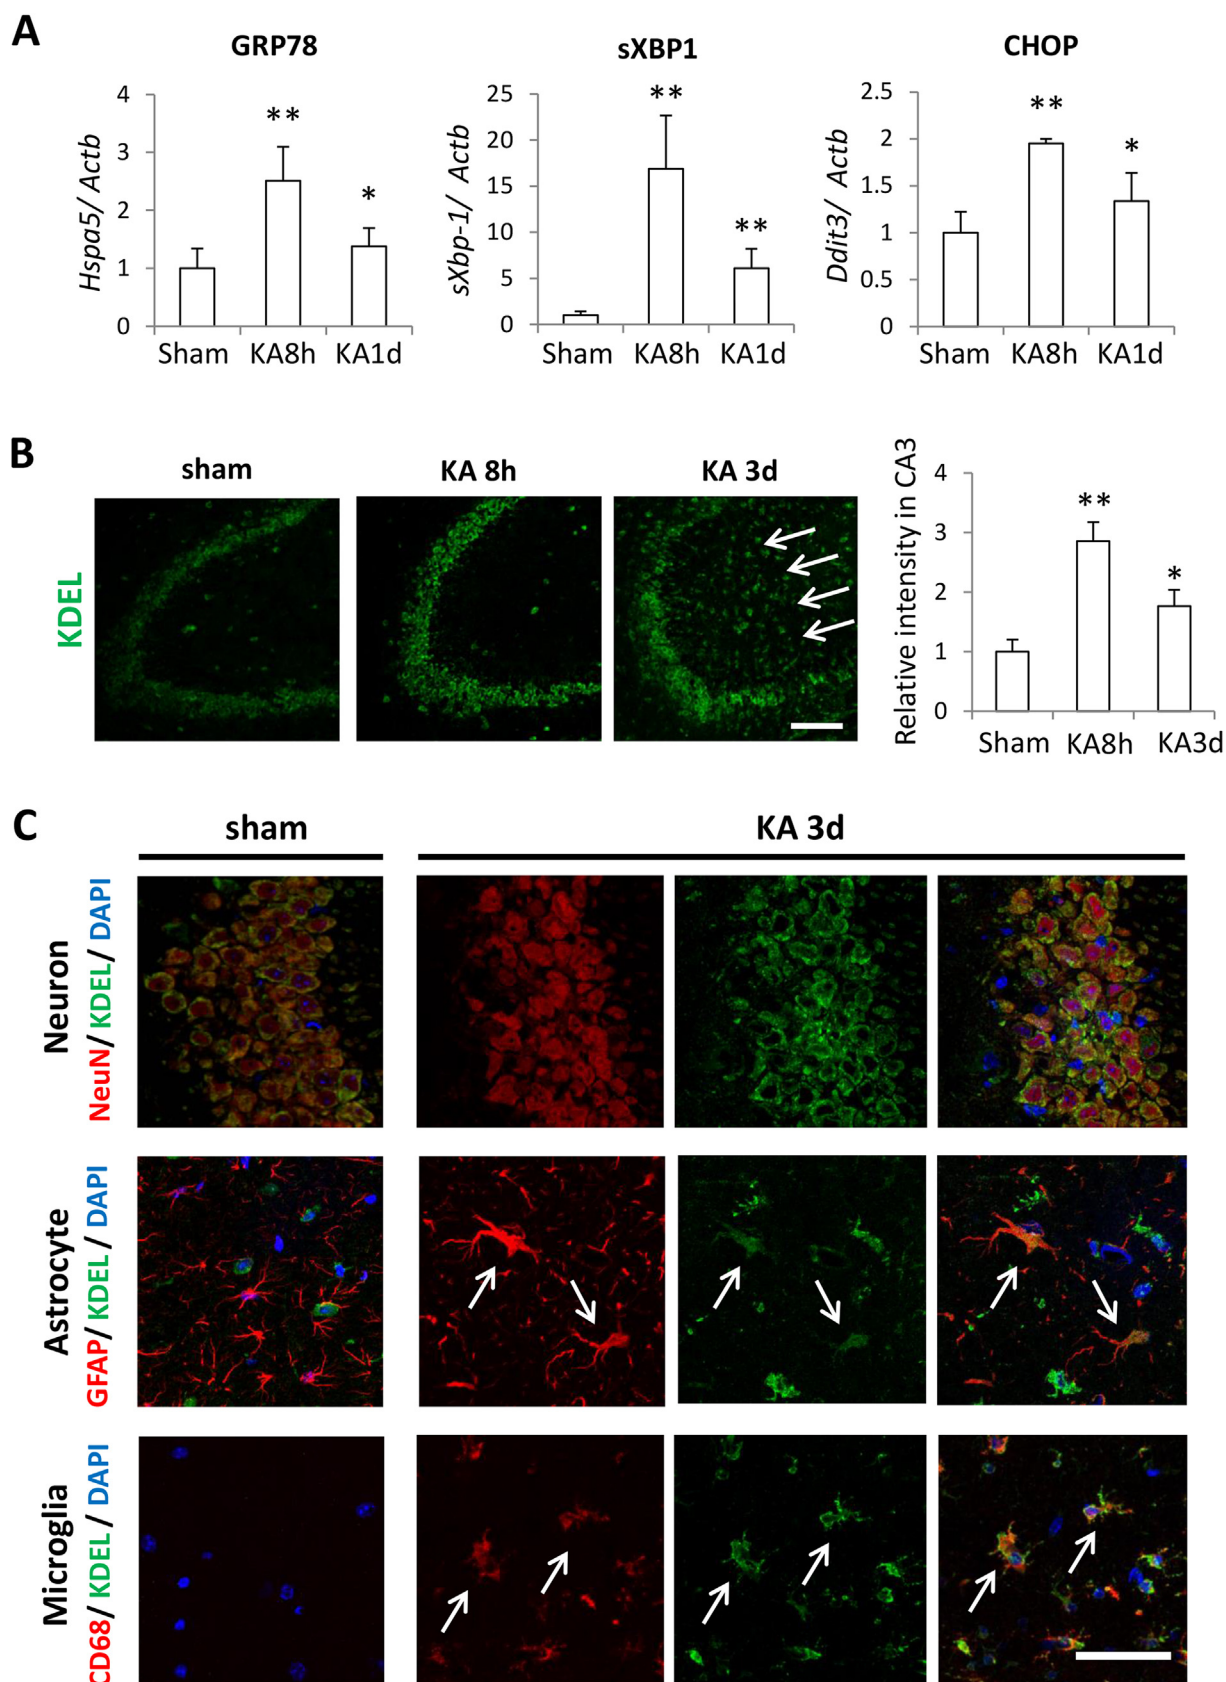 A
GRP78
sXBP1
CHOP
Hspa5/ Actb
4
3
2
1
0
**
*
Sham KA8h KA1d
sXbp-1/ Actb
25
20
15
10
5
0
**
**
Sham KA8h KA1d
Ddit3/ Actb
2.5
2
1.5
1
0.5
0
**
*
Sham KA8h KA1d
B
sham
KA 8h
KA 3d
KDEL
Relative intensity in CA3
4
3
2
1
0
**
*
Sham KA8h KA3d
C
sham
KA 3d
Neuron
NeuN/ KDEL/ DAPI
Astrocyte
GFAP/ KDEL / DAPI
Microglia
CD68/ KDEL / DAPI